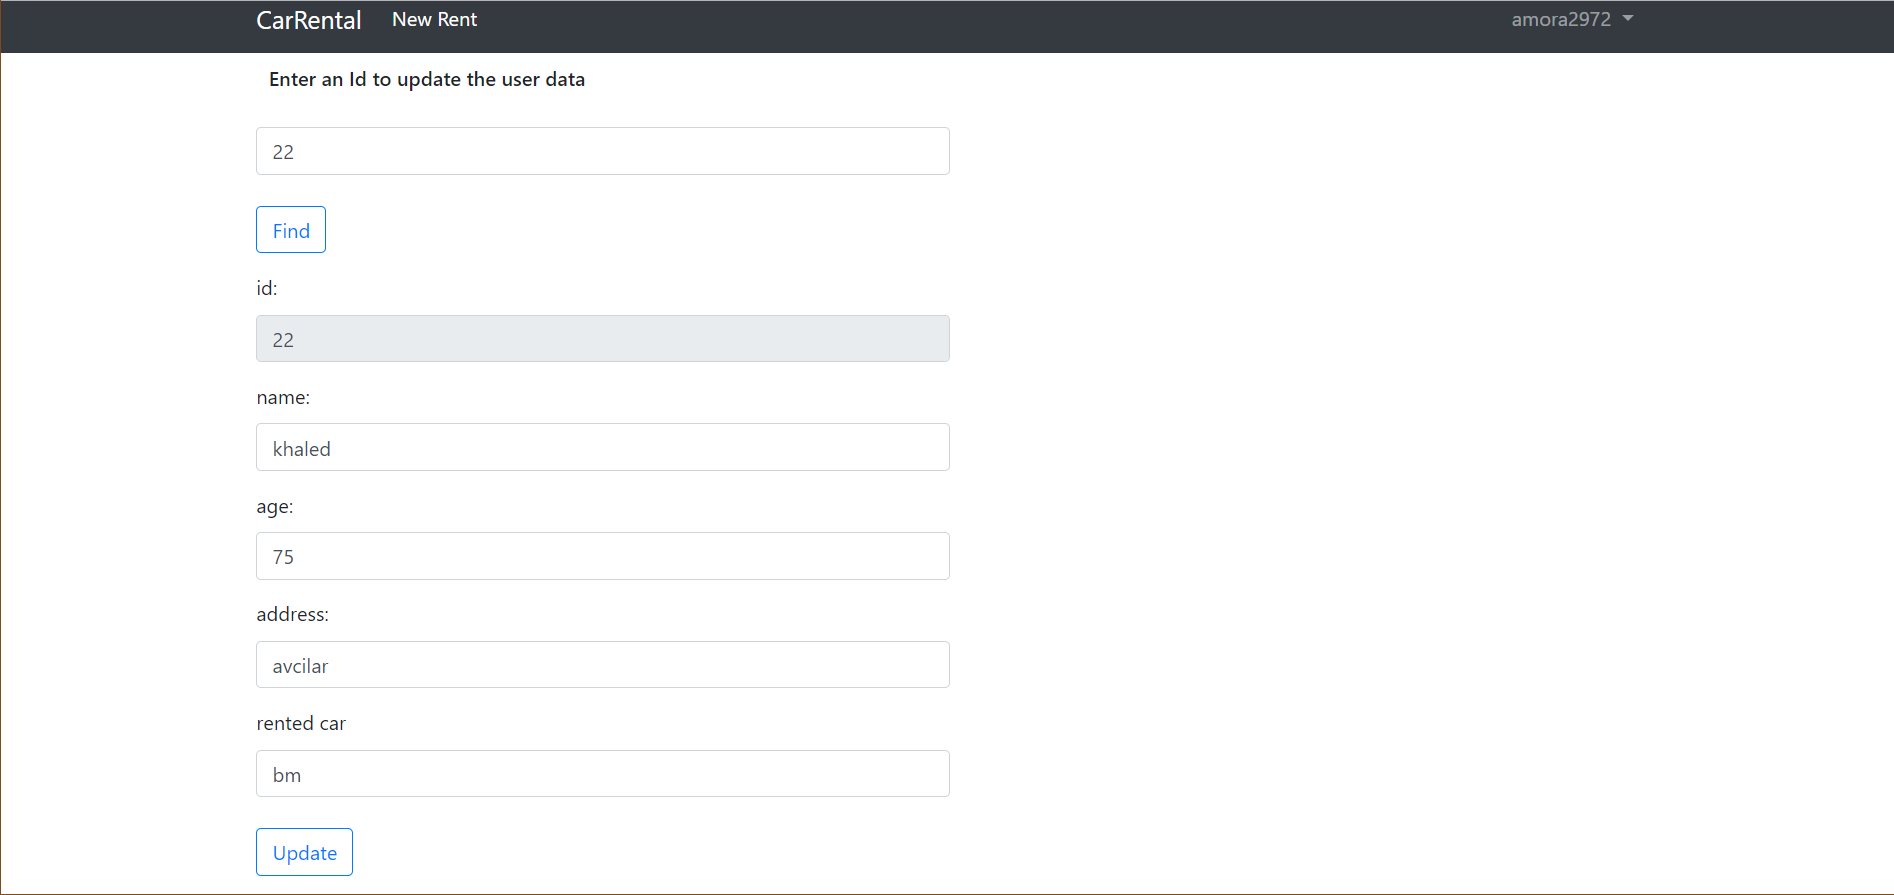 CarRental New Rent amora2972
Enter an Id to update the user data
22
Find
id:
22
name:
khaled
age:
75
address:
avcilar
rented car
bm
Update